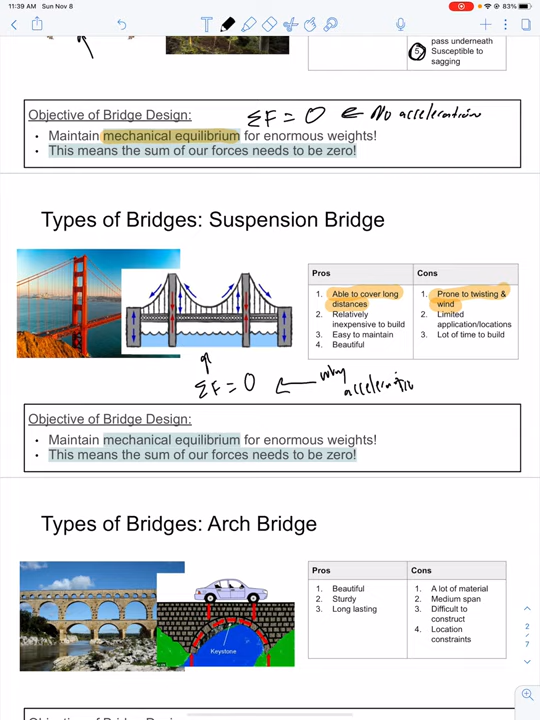 11:39 AM Sun Nov 8
83%
pass underneath
5. Susceptible to
sagging
Objective of Bridge Design:
ΣF = 0 ← No acceleration
• Maintain mechanical equilibrium for enormous weights!
• This means the sum of our forces needs to be zero!
Types of Bridges: Suspension Bridge
Pros
Cons
1. Able to cover long
distances
2. Relatively
inexpensive to build
3. Easy to maintain
4. Beautiful
1. Prone to twisting &
wind
2. Limited
application/locations
3. Lot of time to build
ΣF = 0 ←
acceleration
Objective of Bridge Design:
• Maintain mechanical equilibrium for enormous weights!
• This means the sum of our forces needs to be zero!
Types of Bridges: Arch Bridge
Keystone
Pros
Cons
1. Beautiful
2. Sturdy
3. Long lasting
1. A lot of material
2. Medium span
3. Difficult to
construct
4. Location
constraints
2
/
7
Objective of Bridge Design: